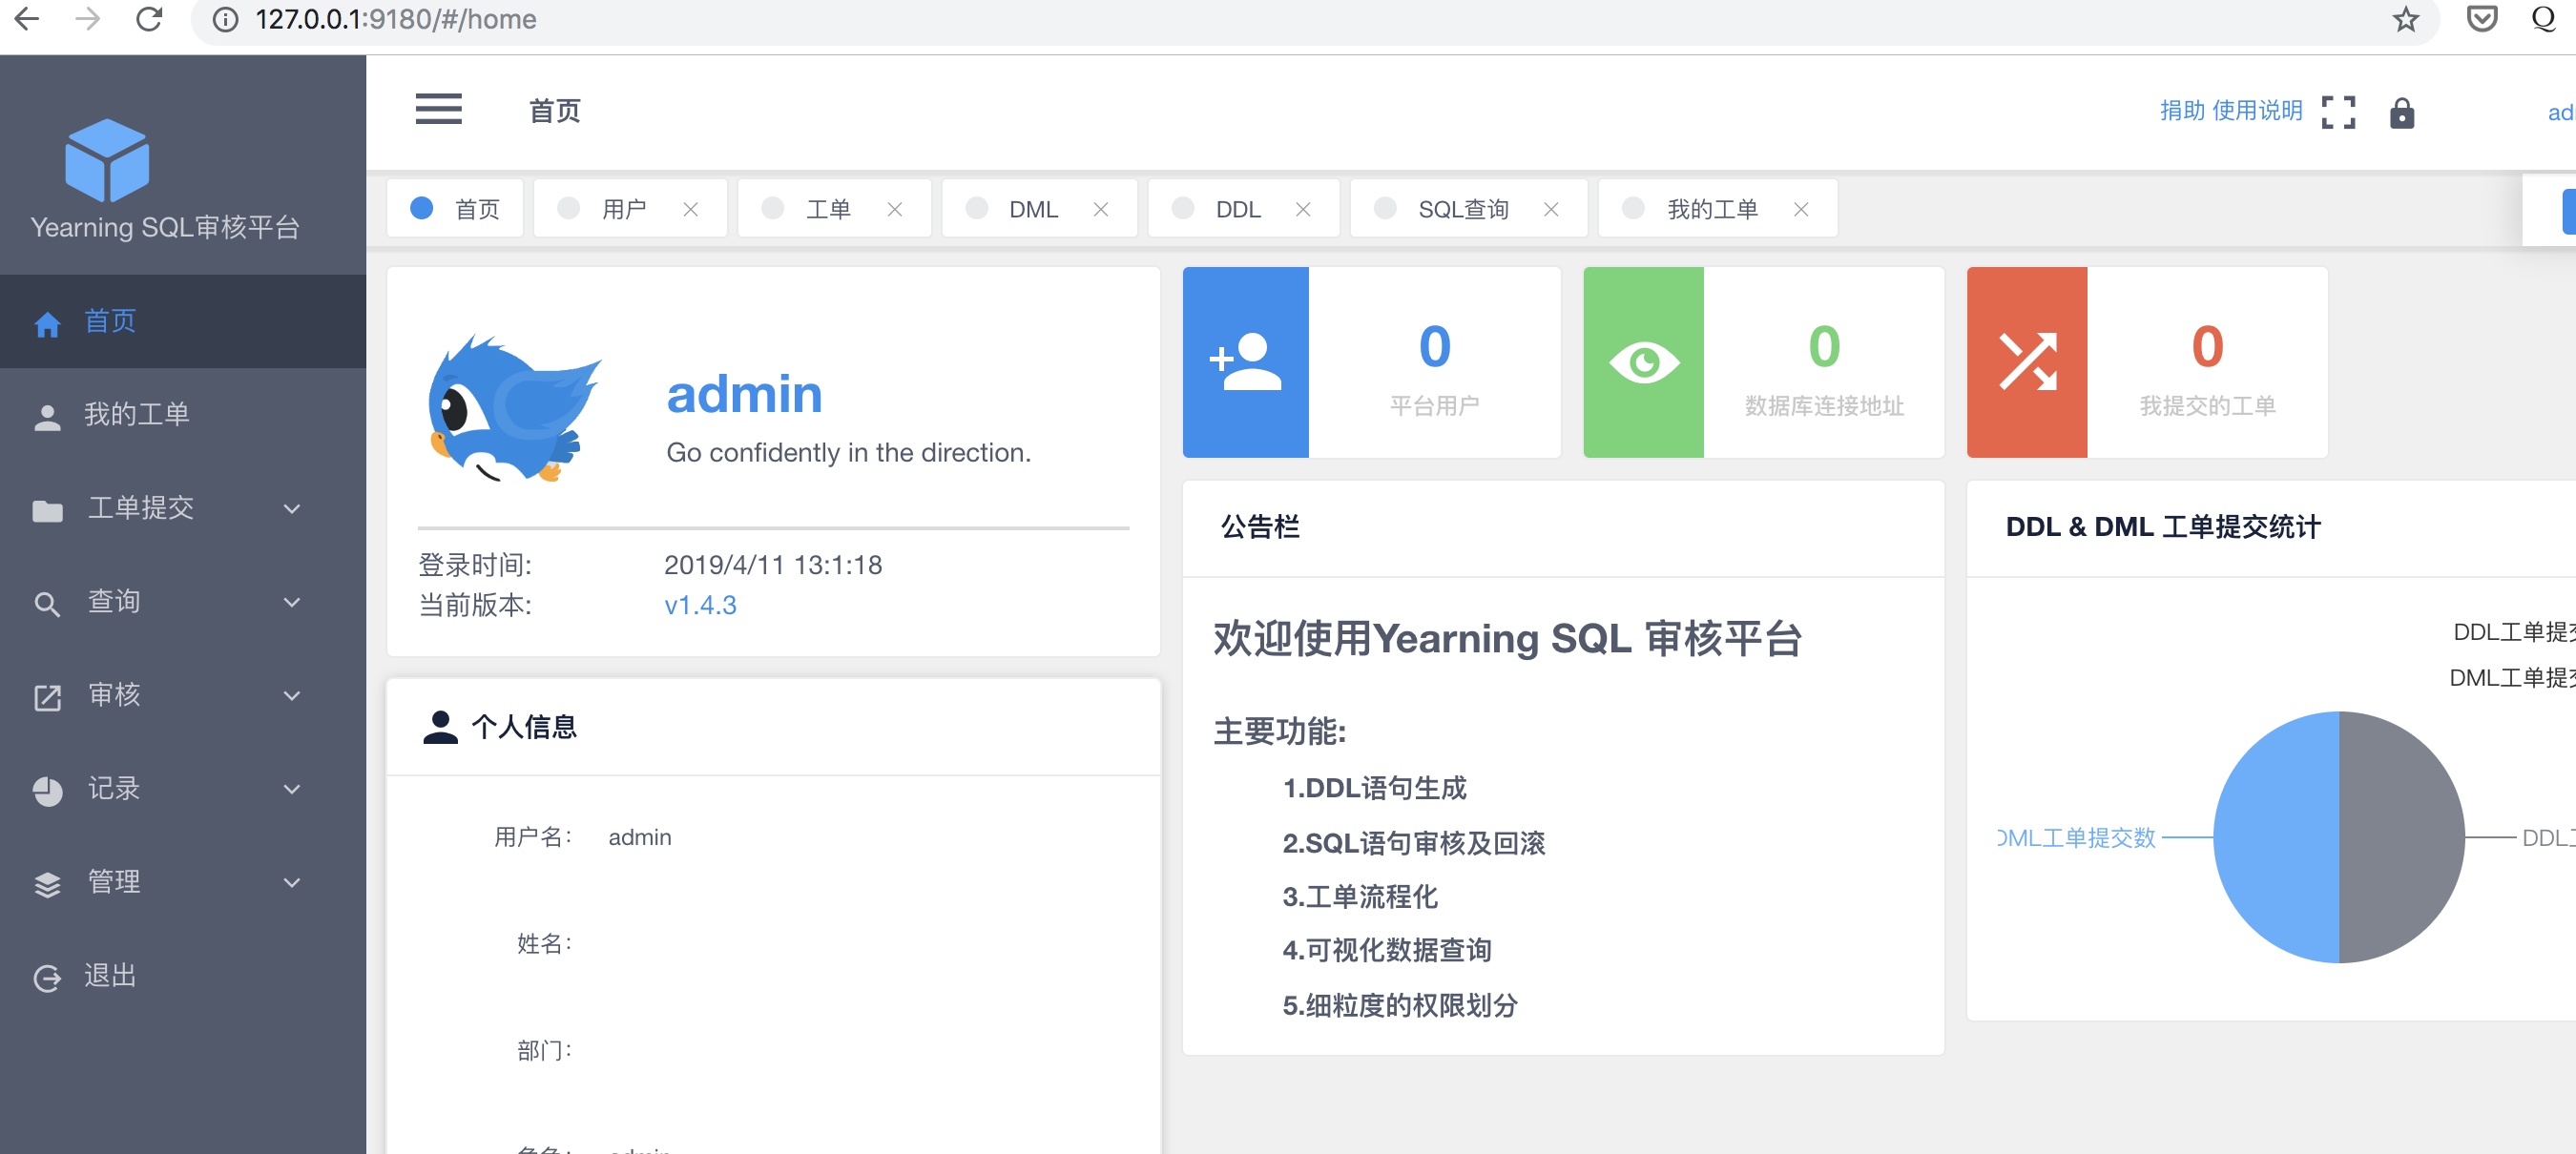 127.0.0.1:9180/#/home
Yearning SQL审核平台
首页
我的工单
工单提交
查询
审核
记录
管理
退出
首页
捐助 使用说明
首页
用户
工单
DML
DDL
SQL查询
我的工单
admin
Go confidently in the direction.
登录时间: 2019/4/11 13:1:18
当前版本: v1.4.3
0
平台用户
0
数据库连接地址
0
我提交的工单
个人信息
用户名: admin
姓名:
部门:
公告栏
欢迎使用Yearning SQL 审核平台
主要功能:
1.DDL语句生成
2.SQL语句审核及回滚
3.工单流程化
4.可视化数据查询
5.细粒度的权限划分
DDL & DML 工单提交统计
DDL工单提
DML工单提
DML工单提交数
DDL